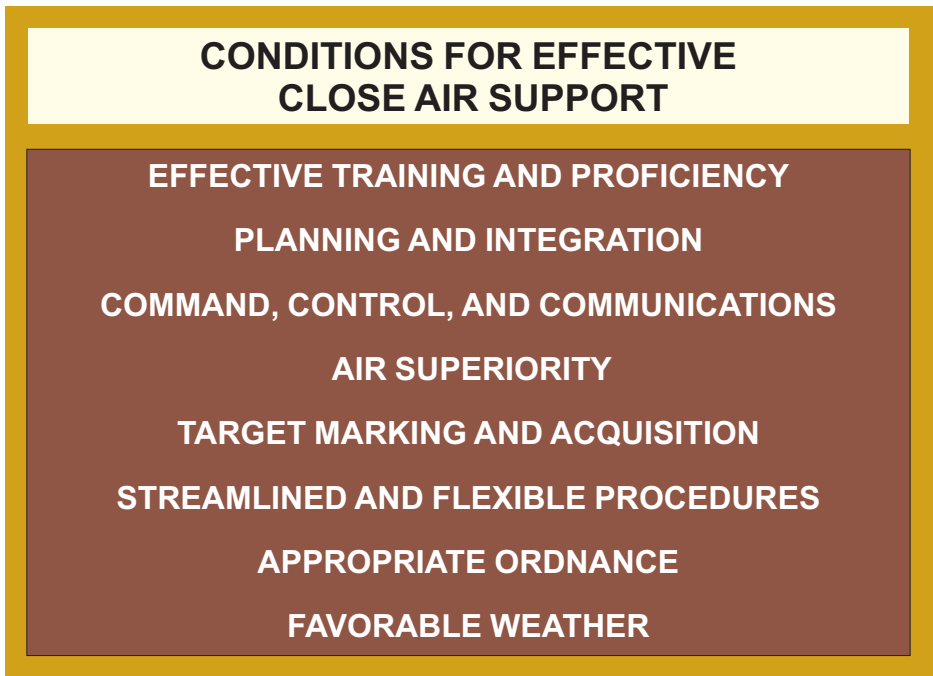 CONDITIONS FOR EFFECTIVE
CLOSE AIR SUPPORT
EFFECTIVE TRAINING AND PROFICIENCY
PLANNING AND INTEGRATION
COMMAND, CONTROL, AND COMMUNICATIONS
AIR SUPERIORITY
TARGET MARKING AND ACQUISITION
STREAMLINED AND FLEXIBLE PROCEDURES
APPROPRIATE ORDNANCE
FAVORABLE WEATHER